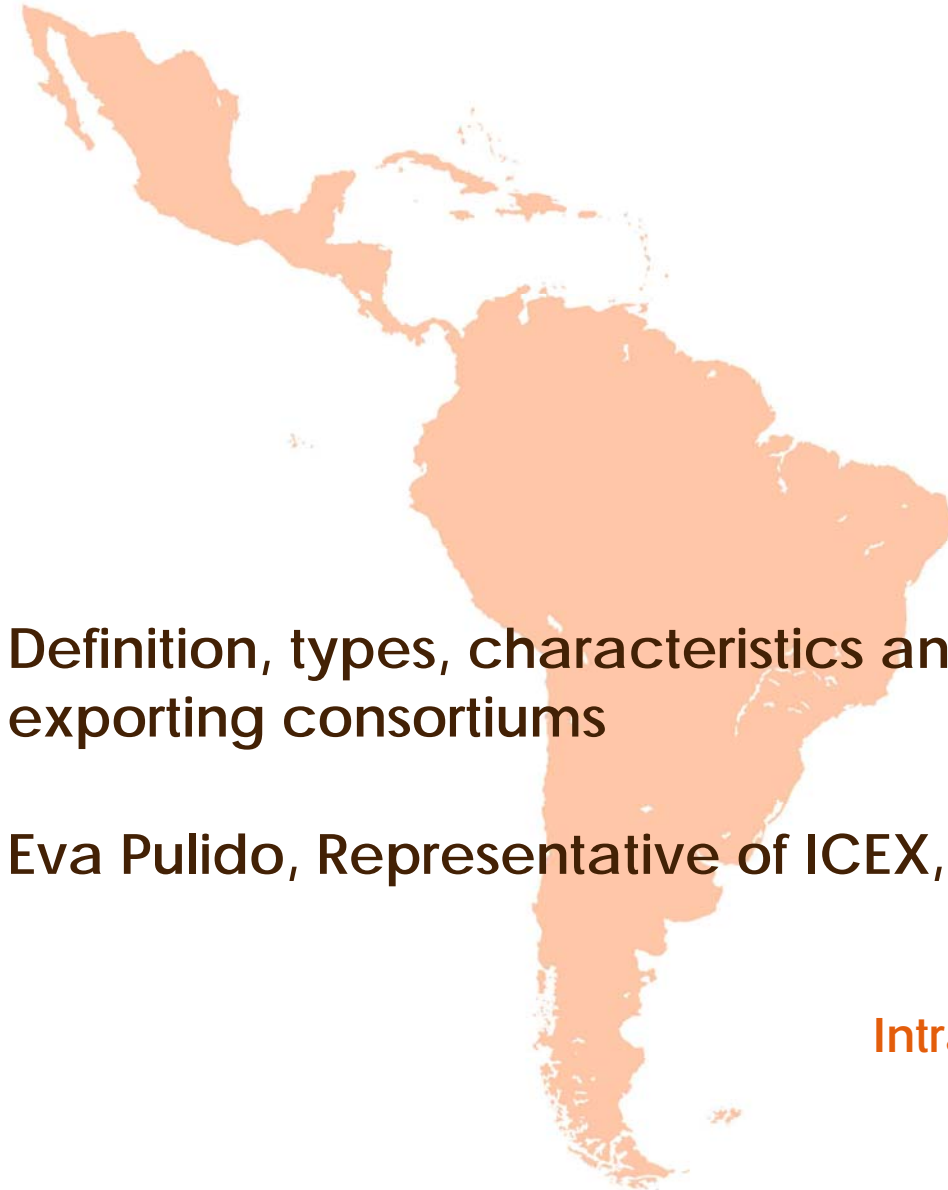 Definition, types, characteristics an
exporting consortiums
Eva Pulido, Representative of ICEX,
Intr